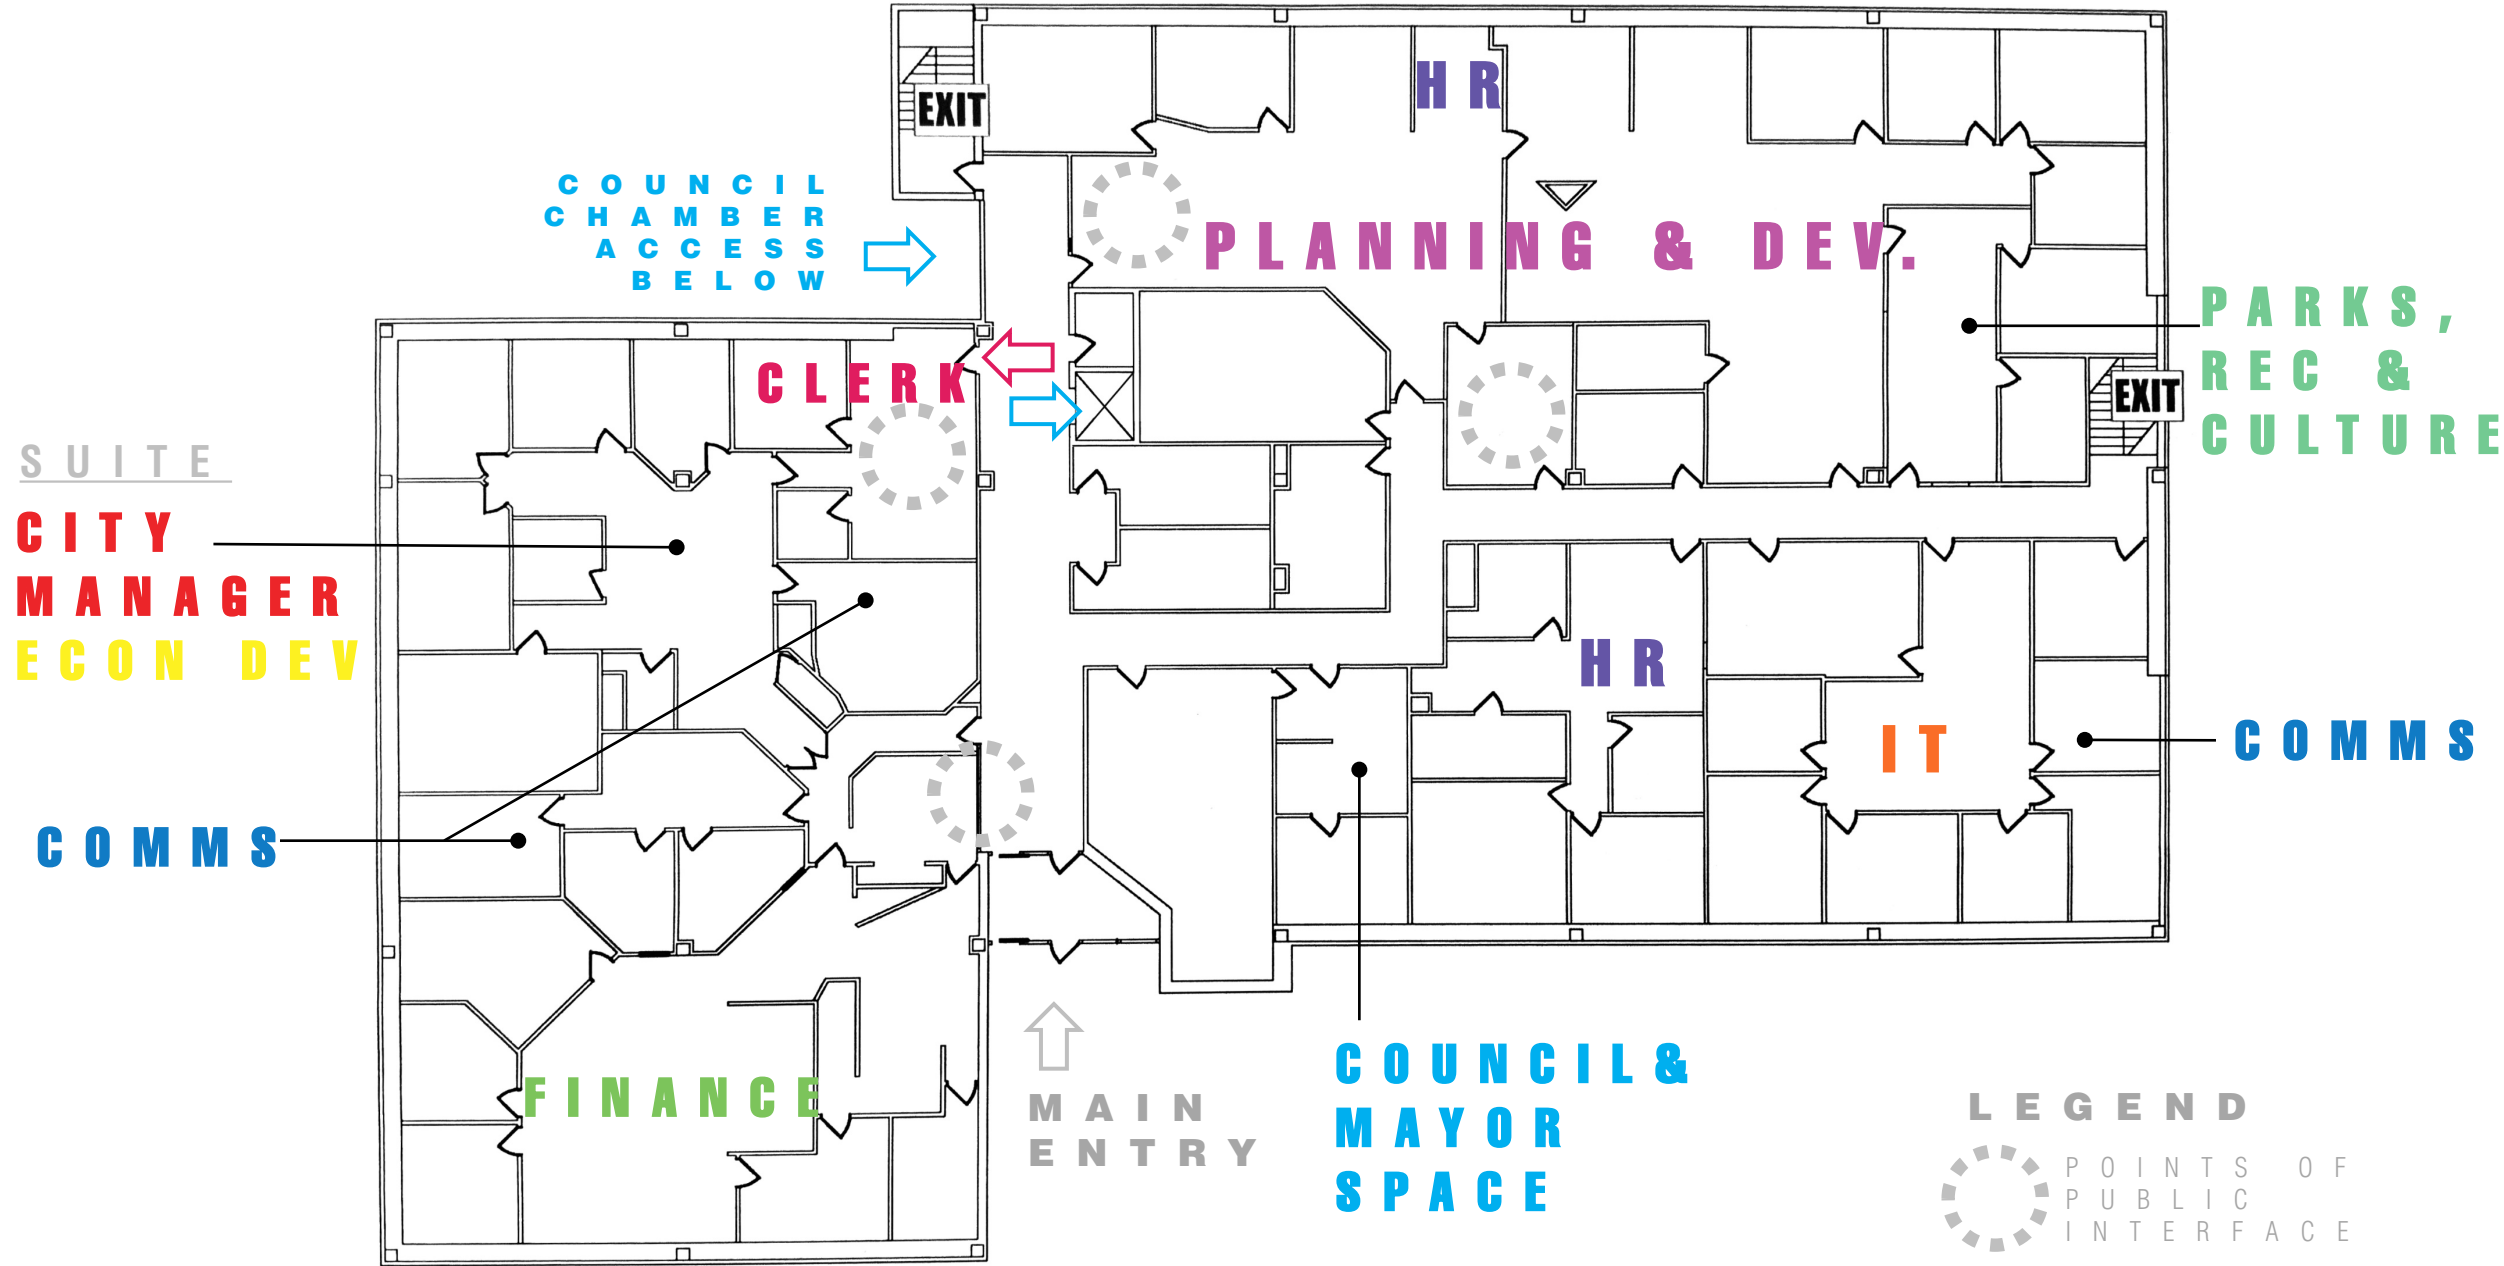 HR
EXIT
COUNCIL
CHAMBER
ACCESS
BELOW
PLANNING & DEV.
PARKS,
REC &
CULTURE
EXIT
CLERK
SUITE
CITY
MANAGER
ECON DEV
HR
IT
COMMS
COMMS
FINANCE
MAIN
ENTRY
COUNCIL&
MAYOR
SPACE
LEGEND
POINTS OF
PUBLIC
INTERFACE